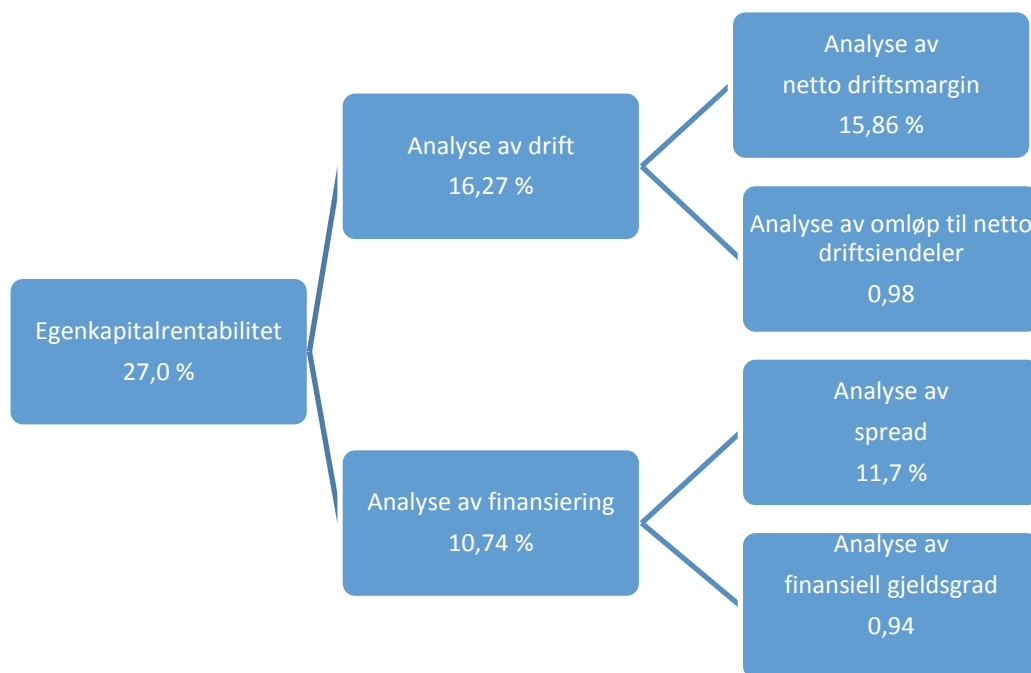 Egenkapitalrentabilitet
27,0 %
Analyse av drift
16,27 %
Analyse av
netto driftsmargin
15,86 %
Analyse av omløp til netto
driftsiendeler
0,98
Analyse av finansiering
10,74 %
Analyse av
spread
11,7 %
Analyse av
finansiell gjeldsgrad
0,94